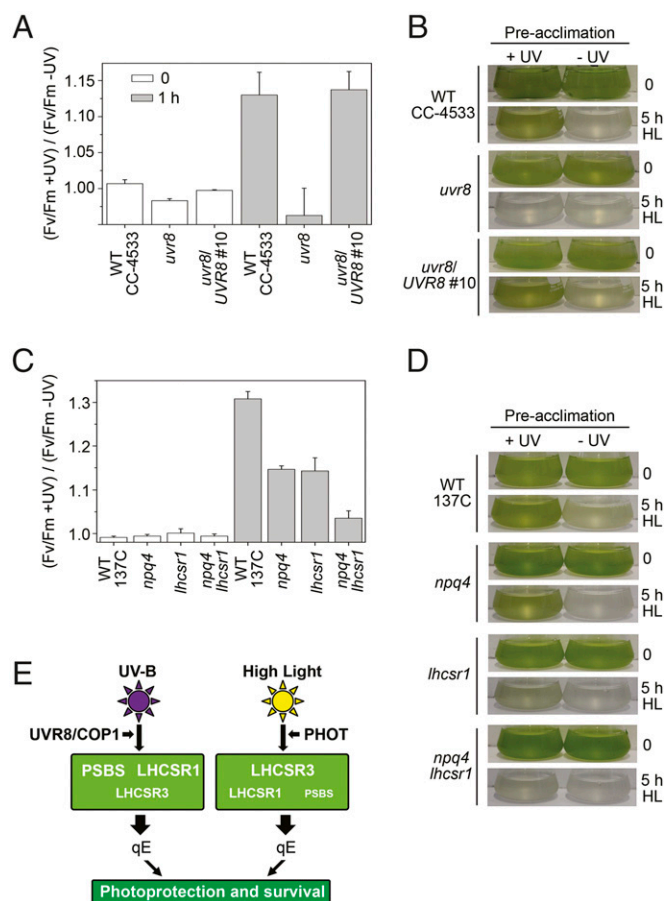 A
(Fv/Fm +UV) / (Fv/Fm -UV)
1.15
1.10
1.05
1.00
0
1 h
WT
CC-4533
uvr8
uvr8/
UVR8 #10
WT
CC-4533
uvr8
uvr8/
UVR8 #10
B
Pre-acclimation
+ UV
- UV
WT
CC-4533
0
5 h
HL
uvr8
0
5 h
HL
uvr8/
UVR8 #10
0
5 h
HL
C
(Fv/Fm +UV) / (Fv/Fm -UV)
1.3
1.2
1.1
1.0
WT
137C
npq4
lhcsr1
npq4
lhcsr1
WT
137C
npq4
lhcsr1
npq4
lhcsr1
D
Pre-acclimation
+ UV
- UV
WT
137C
0
5 h
HL
npq4
0
5 h
HL
lhcsr1
0
5 h
HL
npq4
lhcsr1
0
5 h
HL
E
UV-B
High Light
UVR8/COP1
PHOT
PSBS LHCSR1
LHCSR3
LHCSR3
LHCSR1 PSBS
qE
qE
Photoprotection and survival